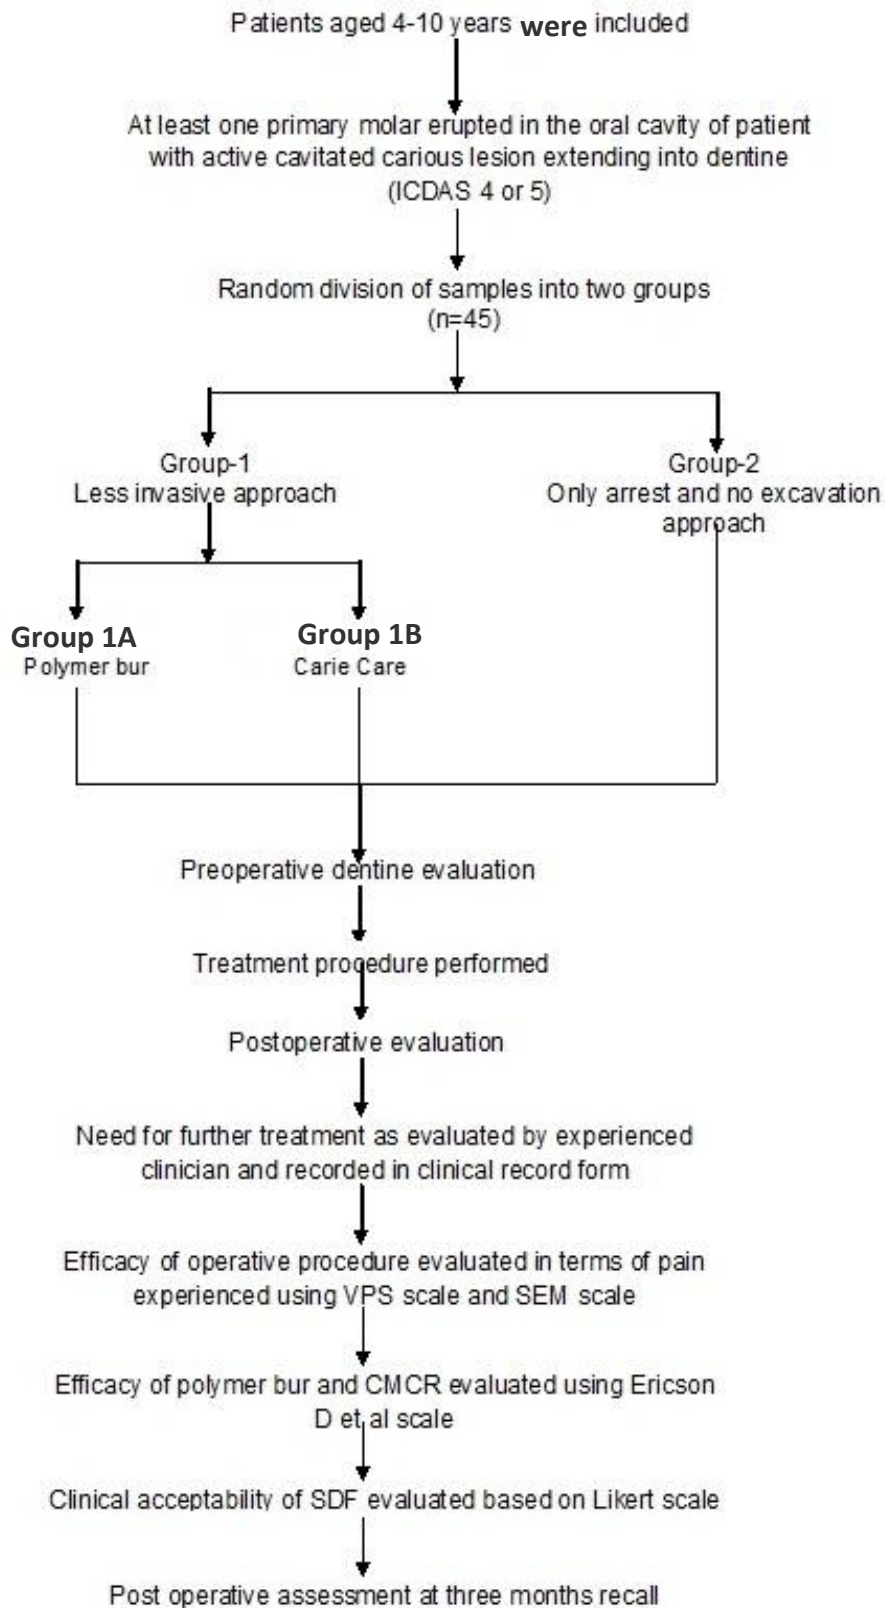 Patients aged 4-10 years were included
At least one primary molar erupted in the oral cavity of patient
with active cavitated carious lesion extending into dentine
(ICDAS 4 or 5)
Random division of samples into two groups
(n=45)
Group-1
Less invasive approach
Group-2
Only arrest and no excavation
approach
Group 1A
Polymer bur
Group 1B
Carie Care
Preoperative dentine evaluation
Treatment procedure performed
Postoperative evaluation
Need for further treatment as evaluated by experienced
clinician and recorded in clinical record form
Efficacy of operative procedure evaluated in terms of pain
experienced using VPS scale and SEM scale
Efficacy of polymer bur and CMCR evaluated using Ericson
D et al scale
Clinical acceptability of SDF evaluated based on Likert scale
Post operative assessment at three months recall